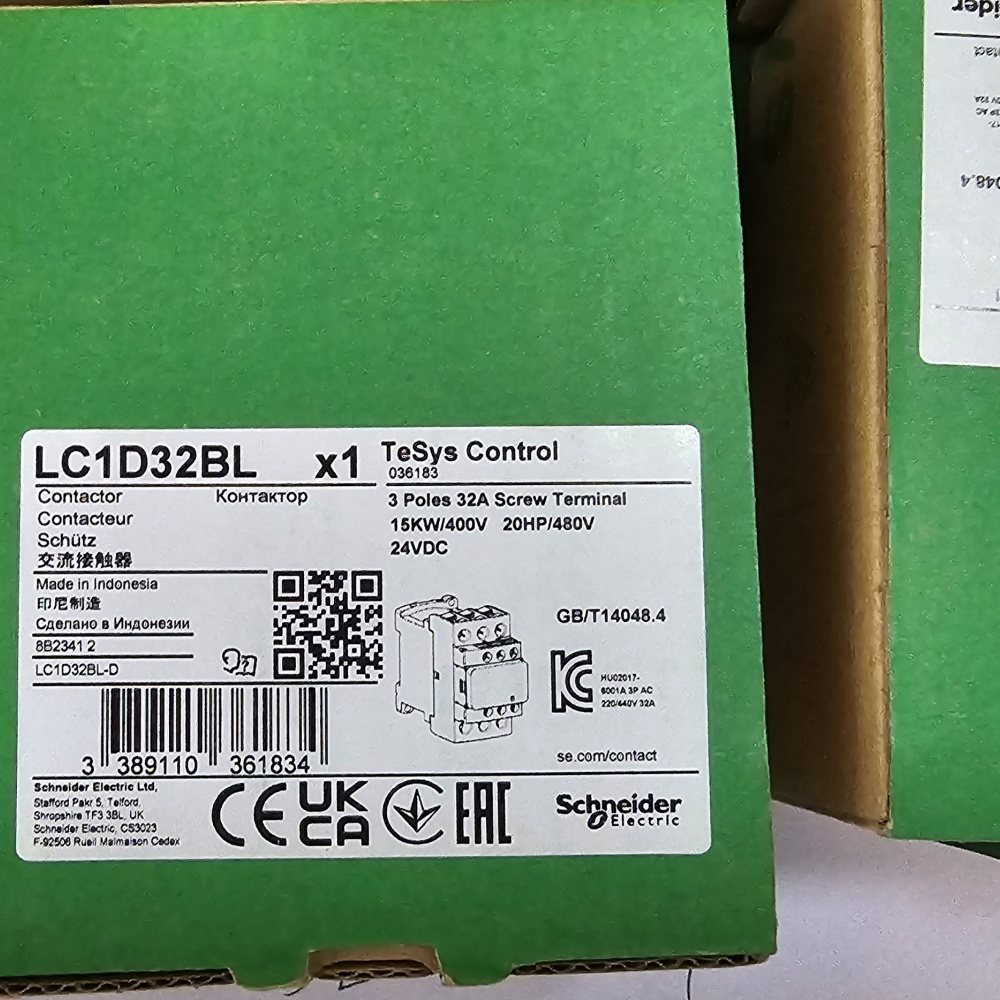 LC1D32BL x1
TeSys Control
036183
Contactor Контактор
Contacteur
Schütz
交流接触器
3 Poles 32A Screw Terminal
15KW/400V 20HP/480V
24VDC
Made in Indonesia
印尼制造
Сделано в Индонезии
8B2341 2
LC1D32BL-D
GB/T14048.4
HU02017-
6001A 3P AC
220/440V 32A
se.com/contact
3 389110 361834
Schneider Electric Ltd,
Stafford Pakr 5, Telford,
Shropshire TF3 3BL, UK
Schneider Electric, CS3023
F-92506 Rueil Malmaison Cedex
CE UK CA EAC
Schneider Electric
048.4